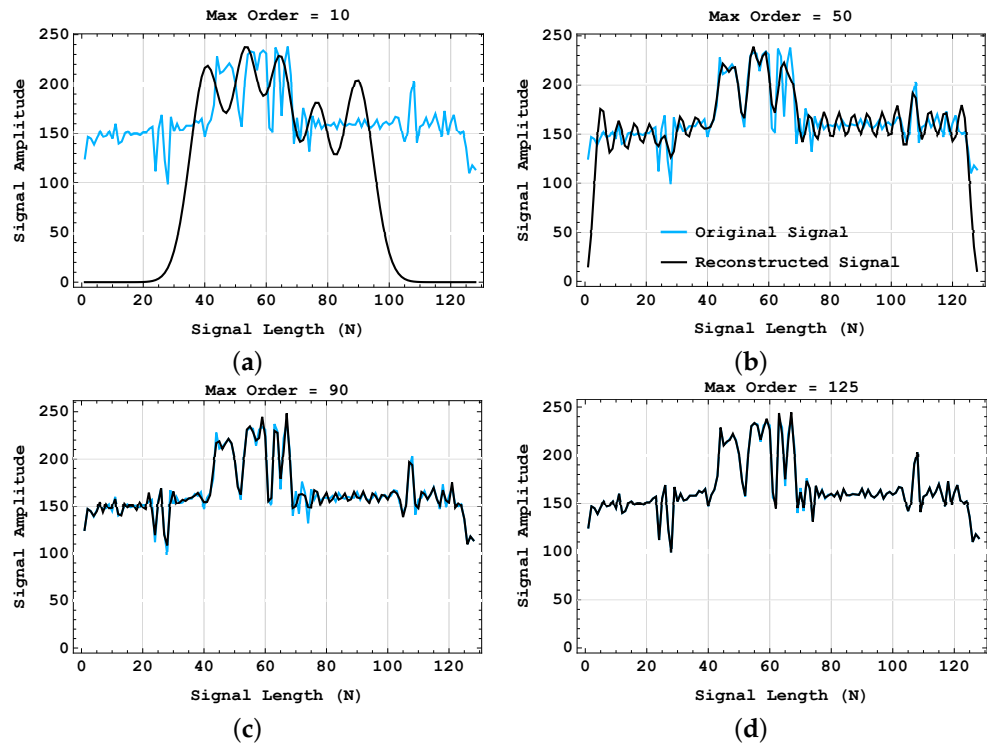 Max Order = 10
250
200
150
100
50
0
Signal Amplitude
0 20 40 60 80 100 120
Signal Length (N)
(a)
Max Order = 50
250
200
150
100
50
0
Signal Amplitude
Original Signal
Reconstructed Signal
0 20 40 60 80 100 120
Signal Length (N)
(b)
Max Order = 90
250
200
150
100
50
0
Signal Amplitude
0 20 40 60 80 100 120
Signal Length (N)
(c)
Max Order = 125
250
200
150
100
50
0
Signal Amplitude
0 20 40 60 80 100 120
Signal Length (N)
(d)